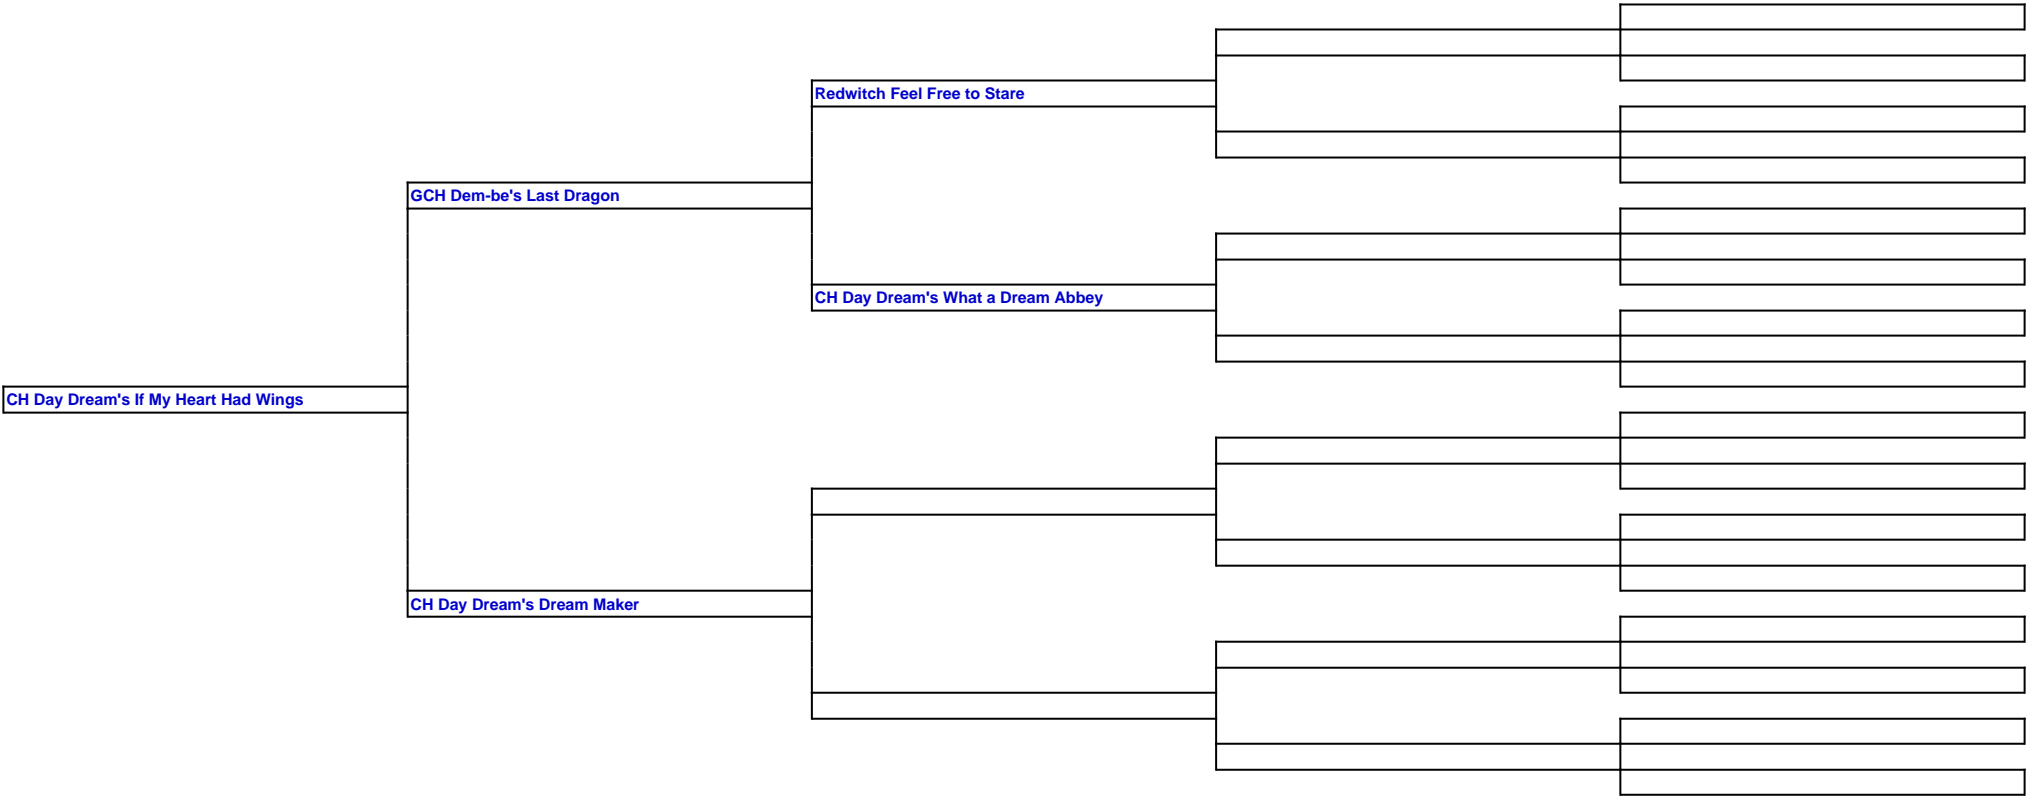 Redwitch Feel Free to Stare
GCH Dem-be's Last Dragon
CH Day Dream's What a Dream Abbey
CH Day Dream's If My Heart Had Wings
CH Day Dream's Dream Maker